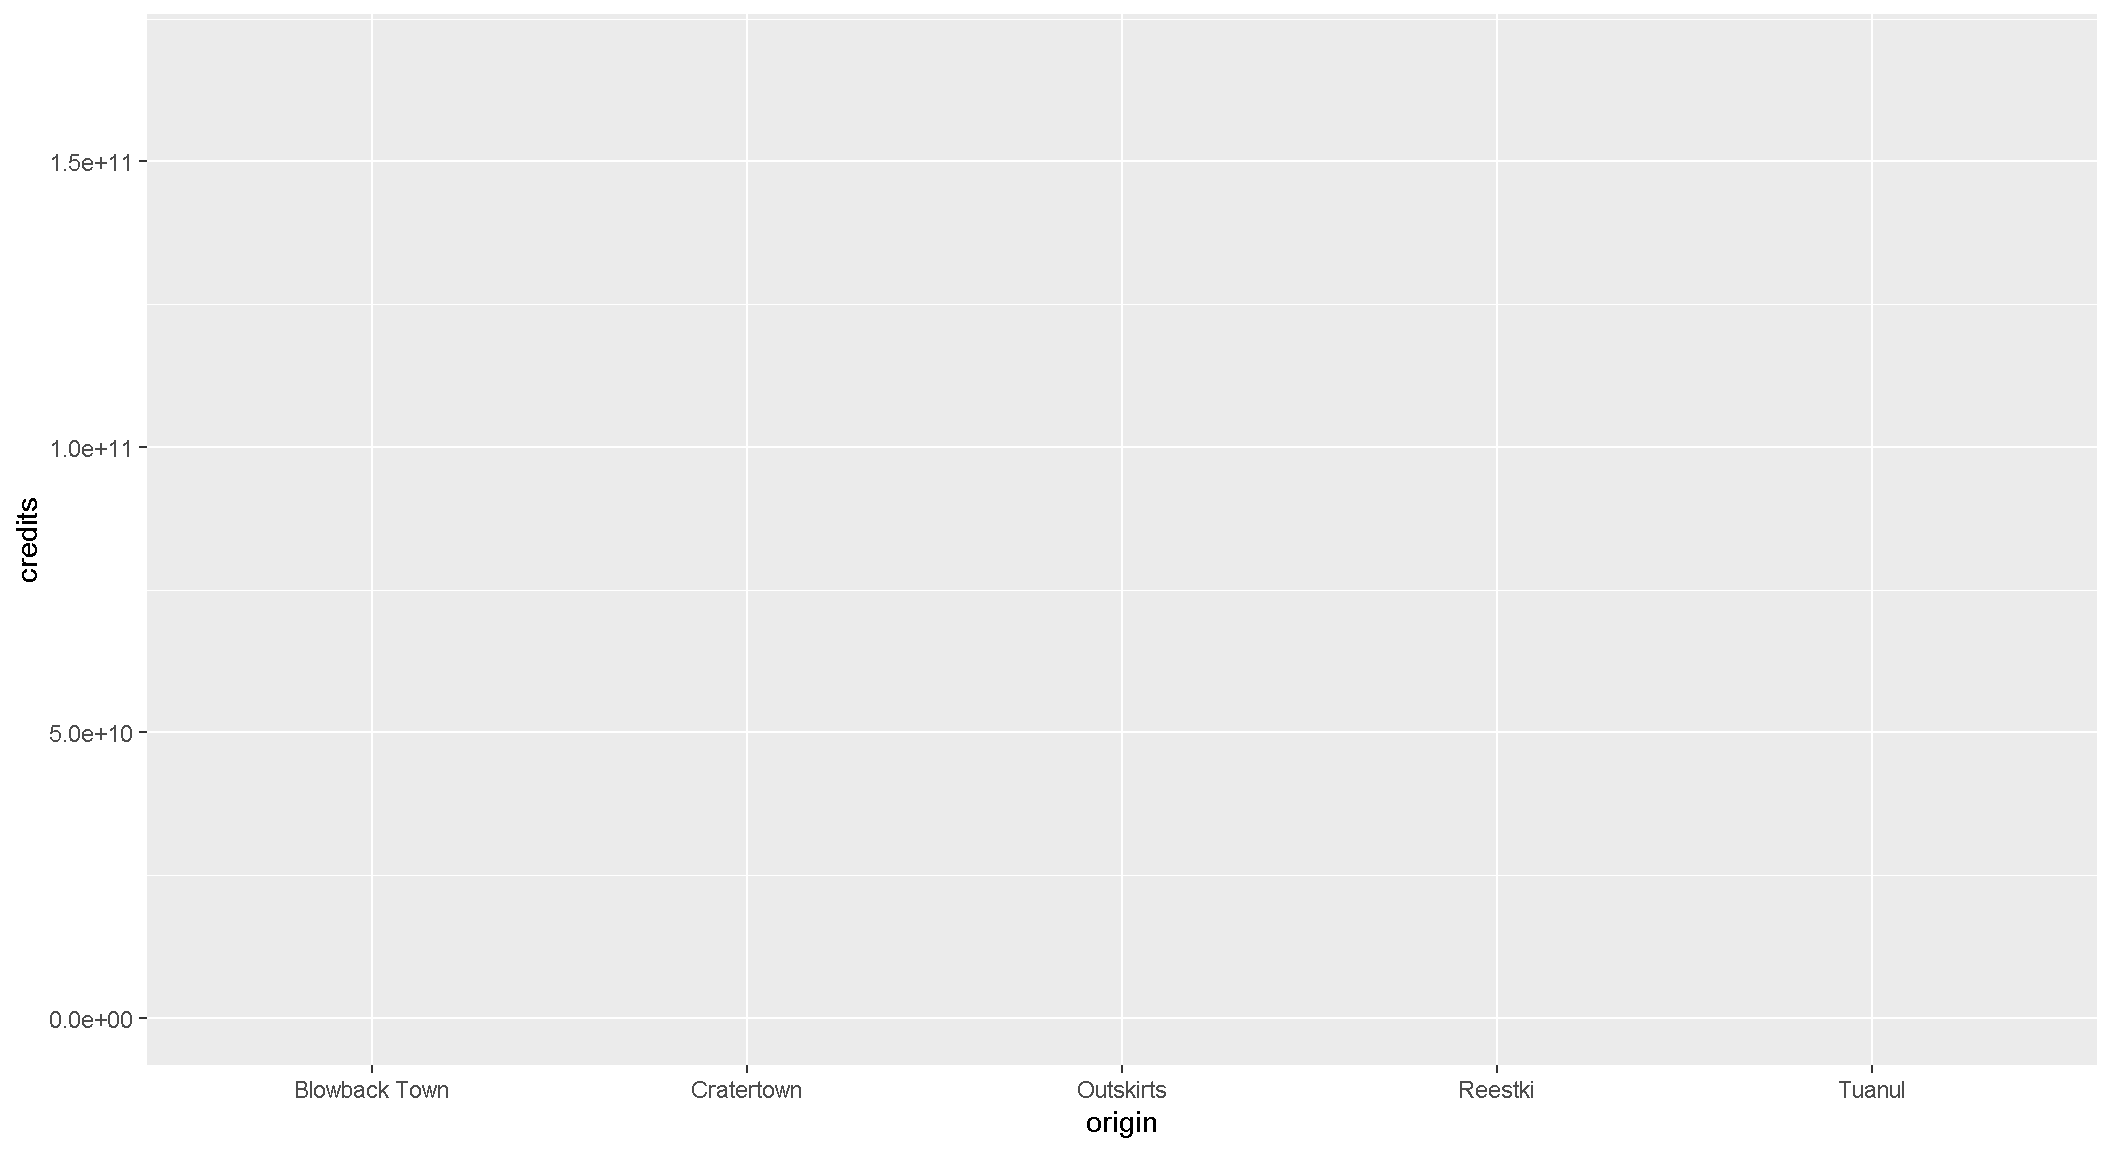 credits
1.5e+11
1.0e+11
5.0e+10
0.0e+00
Blowback Town Cratertown Outskirts Reestki Tuanul
origin